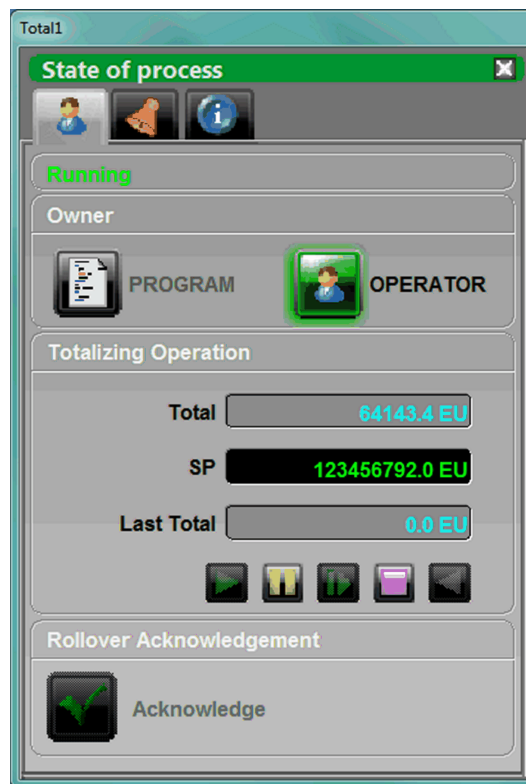 Total1
State of process
Running
Owner
PROGRAM
OPERATOR
Totalizing Operation
Total 64143.4 EU
SP 123456792.0 EU
Last Total 0.0 EU
Rollover Acknowledgement
Acknowledge